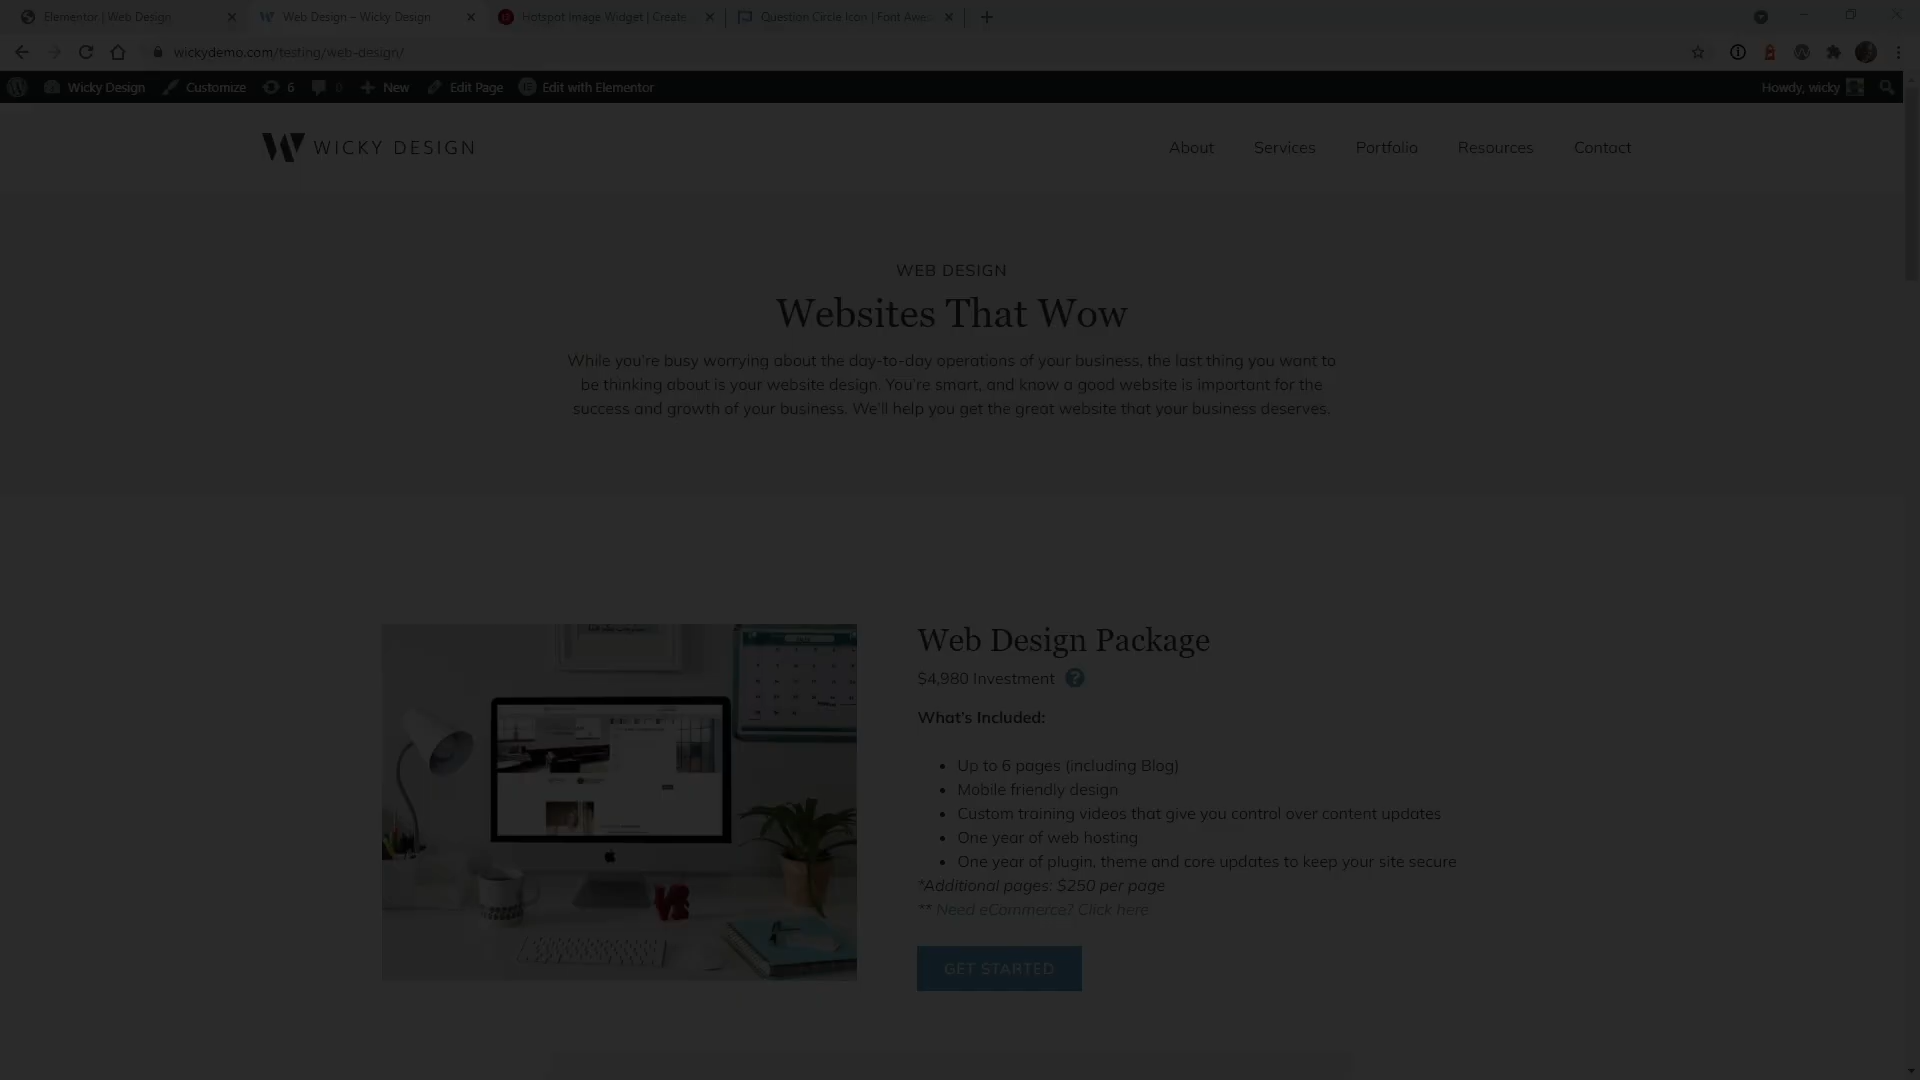 Elementor | Web Design
Web Design – Wicky Design
Hotspot Image Widget | Create
Question Circle Icon | Font Awes
wickydemo.com/testing/web-design/
Wicky Design
Customize
6
0
New
Edit Page
Edit with Elementor
Howdy, wicky
WICKY DESIGN
About
Services
Portfolio
Resources
Contact
WEB DESIGN
Websites That Wow
While you're busy worrying about the day-to-day operations of your business, the last thing you want to
be thinking about is your website design. You're smart, and know a good website is important for the
success and growth of your business. We'll help you get the great website that your business deserves.
Web Design Package
$4,980 Investment ?
What's Included:
• Up to 6 pages (including Blog)
• Mobile friendly design
• Custom training videos that give you control over content updates
• One year of web hosting
• One year of plugin, theme and core updates to keep your site secure
*Additional pages: $250 per page
** Need eCommerce? Click here
GET STARTED